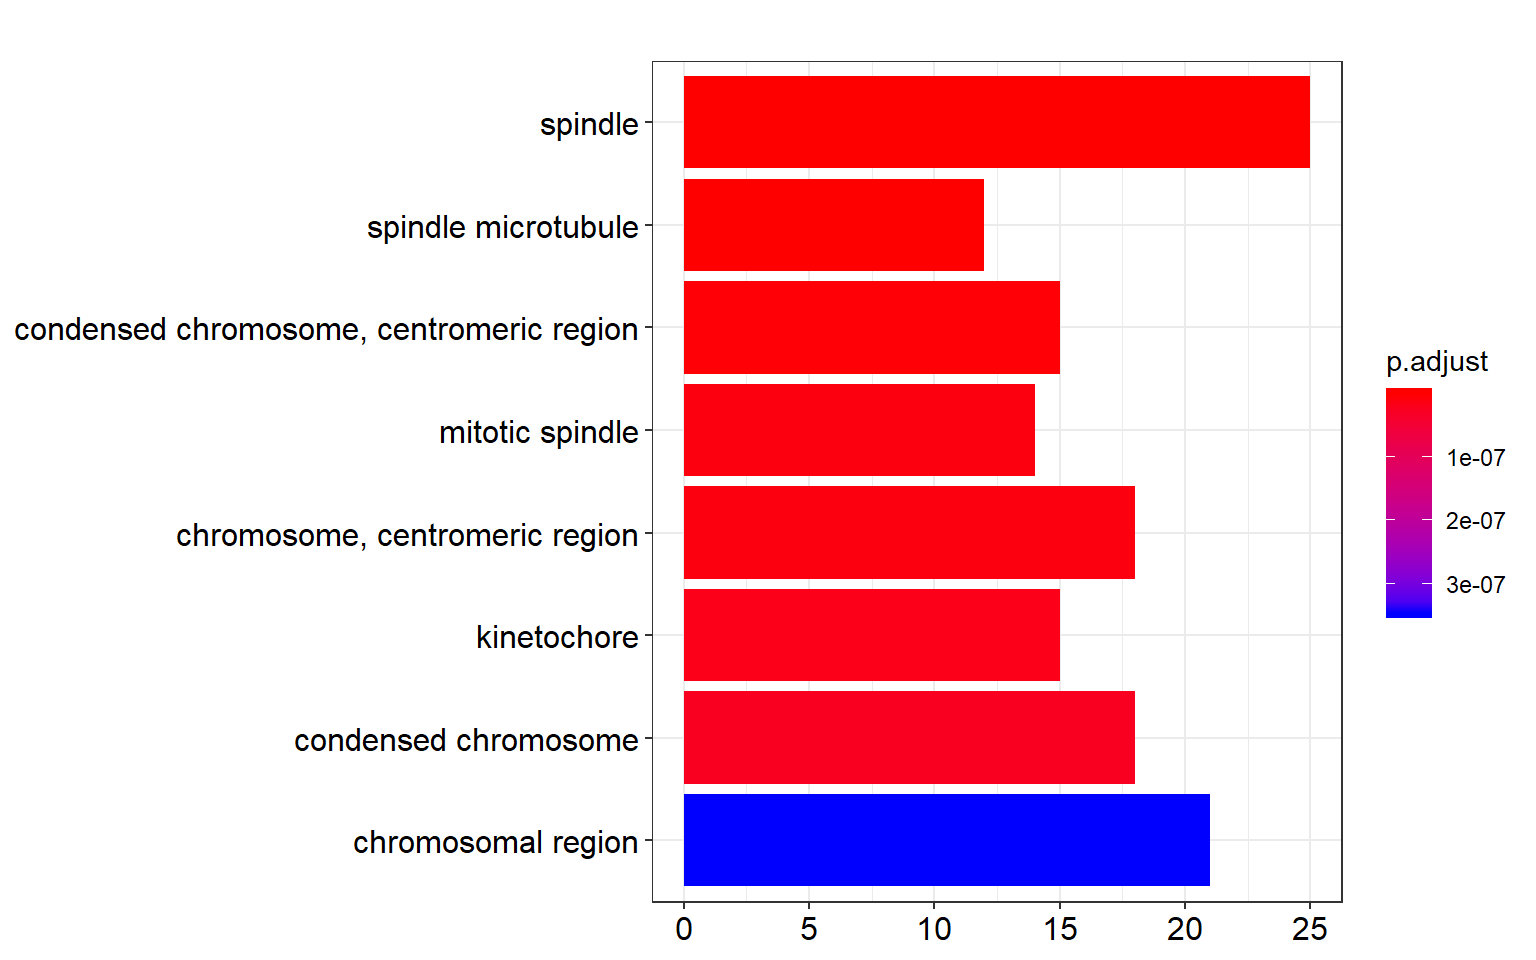 spindle
spindle microtubule
condensed chromosome, centromeric region
mitotic spindle
chromosome, centromeric region
kinetochore
condensed chromosome
chromosomal region
0 5 10 15 20 25
p.adjust
1e-07
2e-07
3e-07